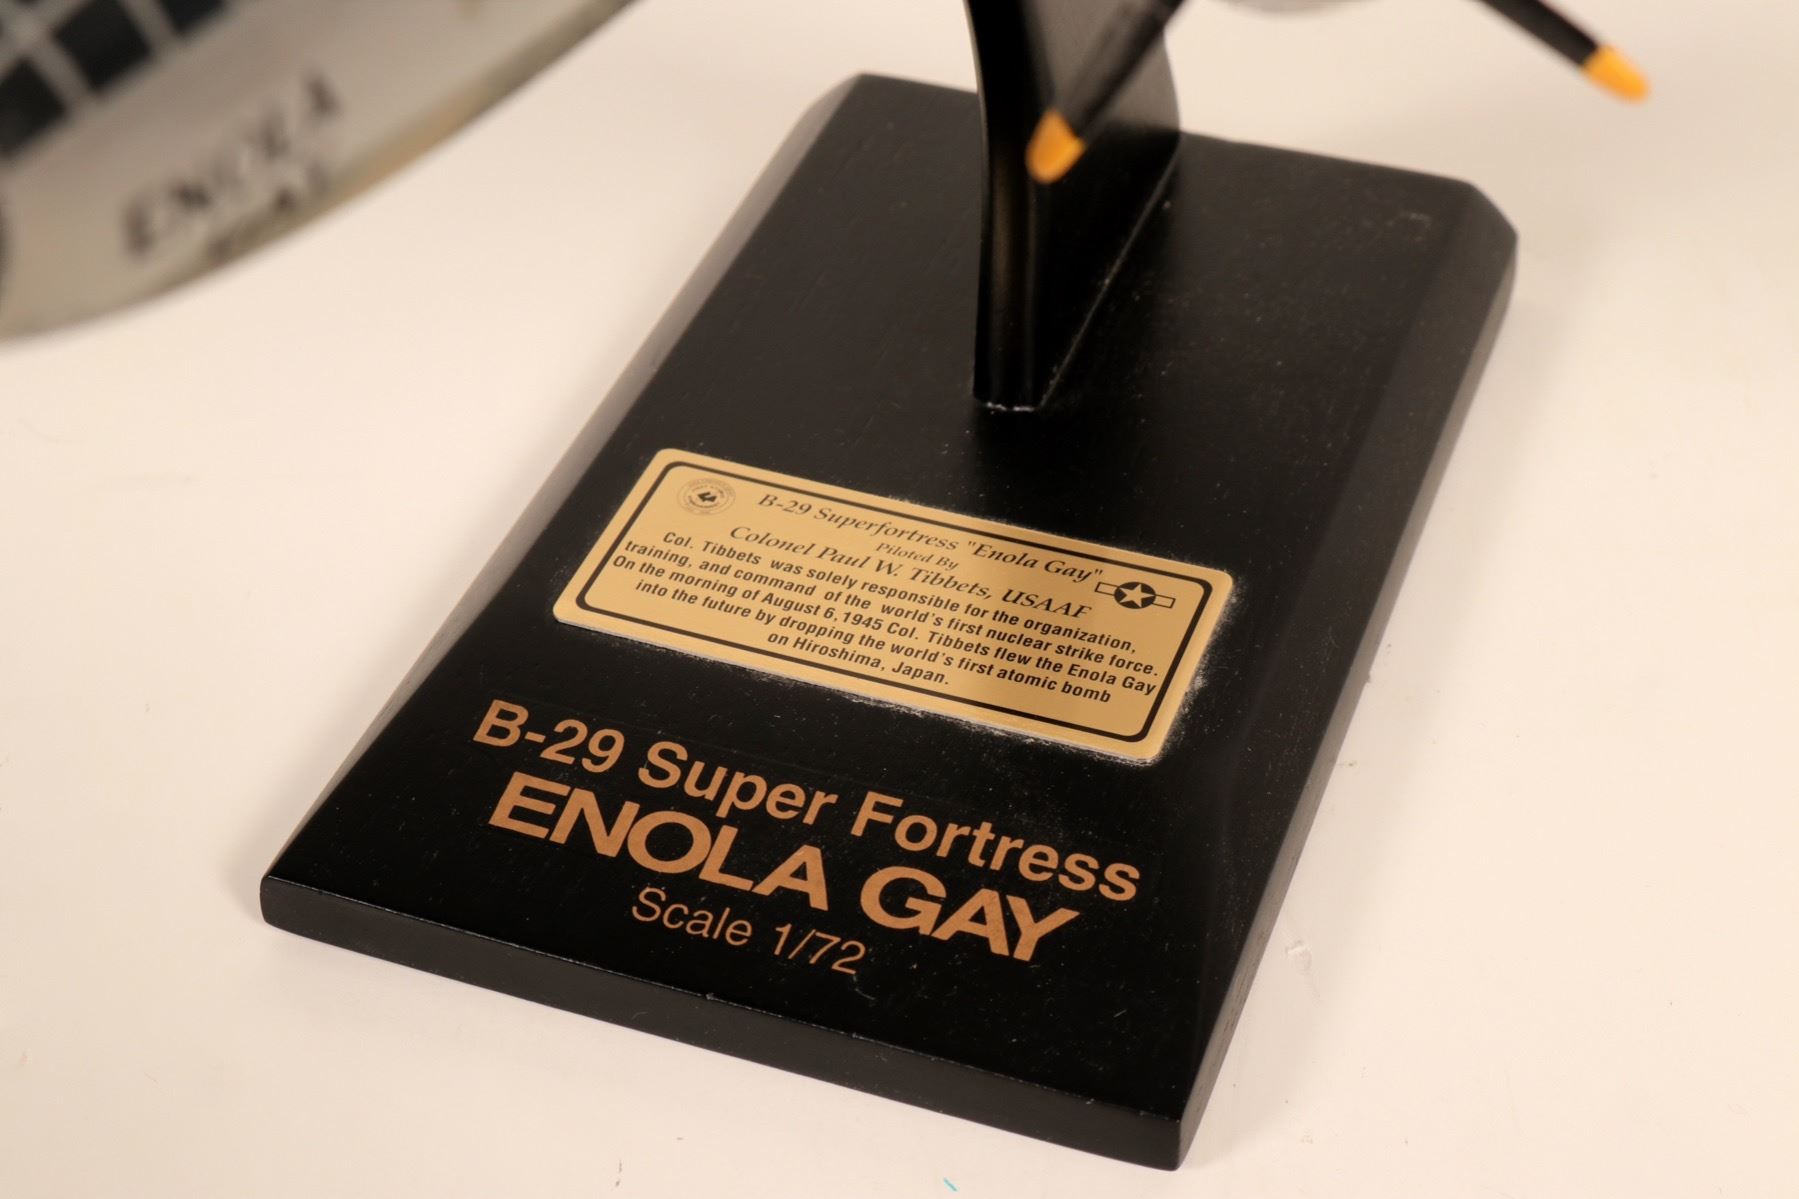 ENOLA
GAY
B-29 Superfortress "Enola Gay"
Piloted By
Colonel Paul W. Tibbets, USAAF
Col. Tibbets was solely responsible for the organization,
training, and command of the world's first nuclear strike force.
On the morning of August 6, 1945 Col. Tibbets flew the Enola Gay
into the future by dropping the world's first atomic bomb
on Hiroshima, Japan.
B-29 Super Fortress
ENOLA GAY
Scale 1/72